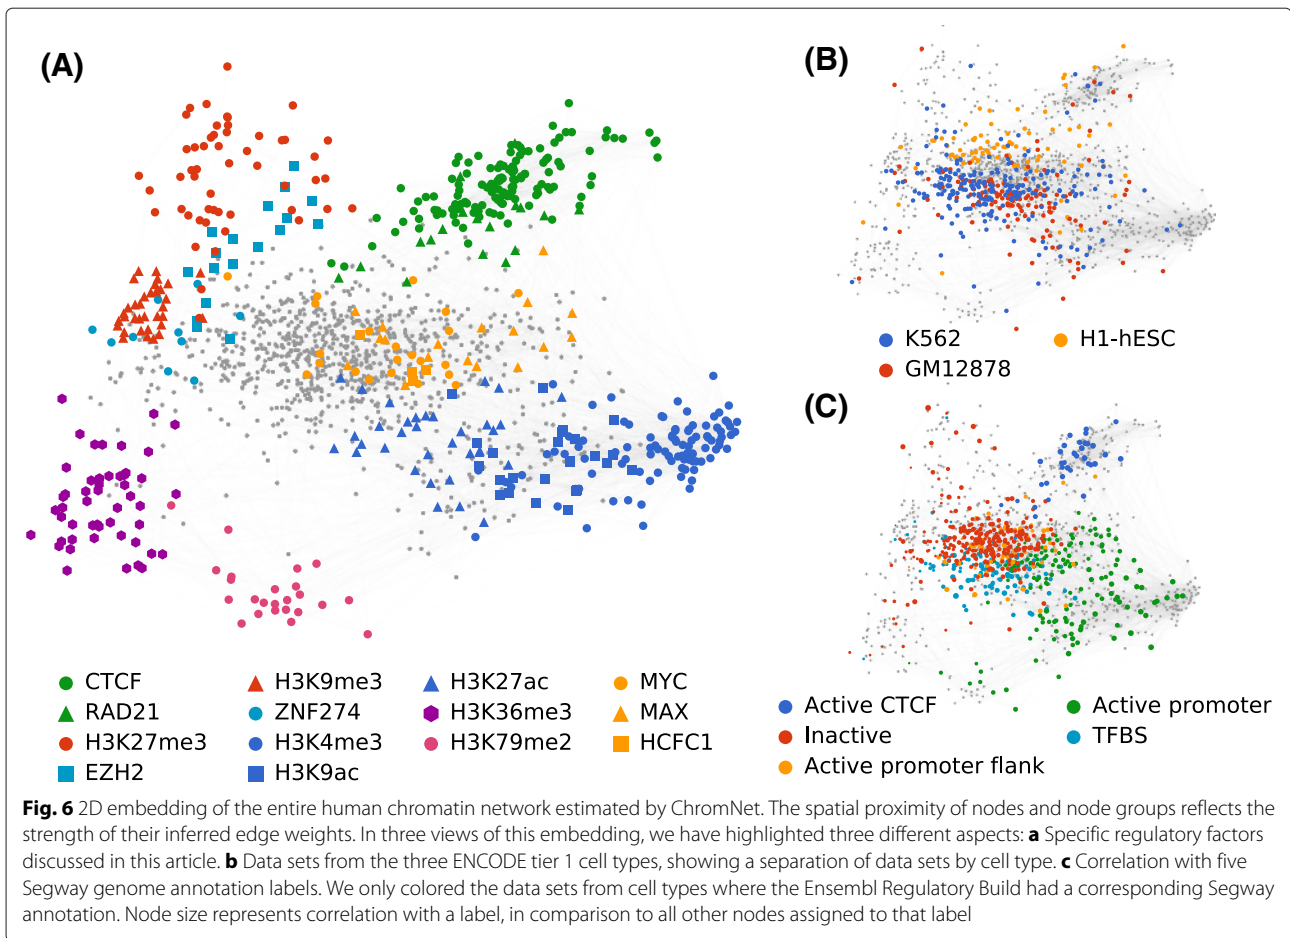 (A)
(B)
K562
H1-hESC
GM12878
(C)
CTCF
H3K9me3
H3K27ac
MYC
RAD21
ZNF274
H3K36me3
MAX
H3K27me3
H3K4me3
H3K79me2
HCFC1
EZH2
H3K9ac
Active CTCF
Active promoter
Inactive
TFBS
Active promoter flank
Fig. 6 2D embedding of the entire human chromatin network estimated by ChromNet. The spatial proximity of nodes and node groups reflects the
strength of their inferred edge weights. In three views of this embedding, we have highlighted three different aspects: a Specific regulatory factors
discussed in this article. b Data sets from the three ENCODE tier 1 cell types, showing a separation of data sets by cell type. c Correlation with five
Segway genome annotation labels. We only colored the data sets from cell types where the Ensembl Regulatory Build had a corresponding Segway
annotation. Node size represents correlation with a label, in comparison to all other nodes assigned to that label